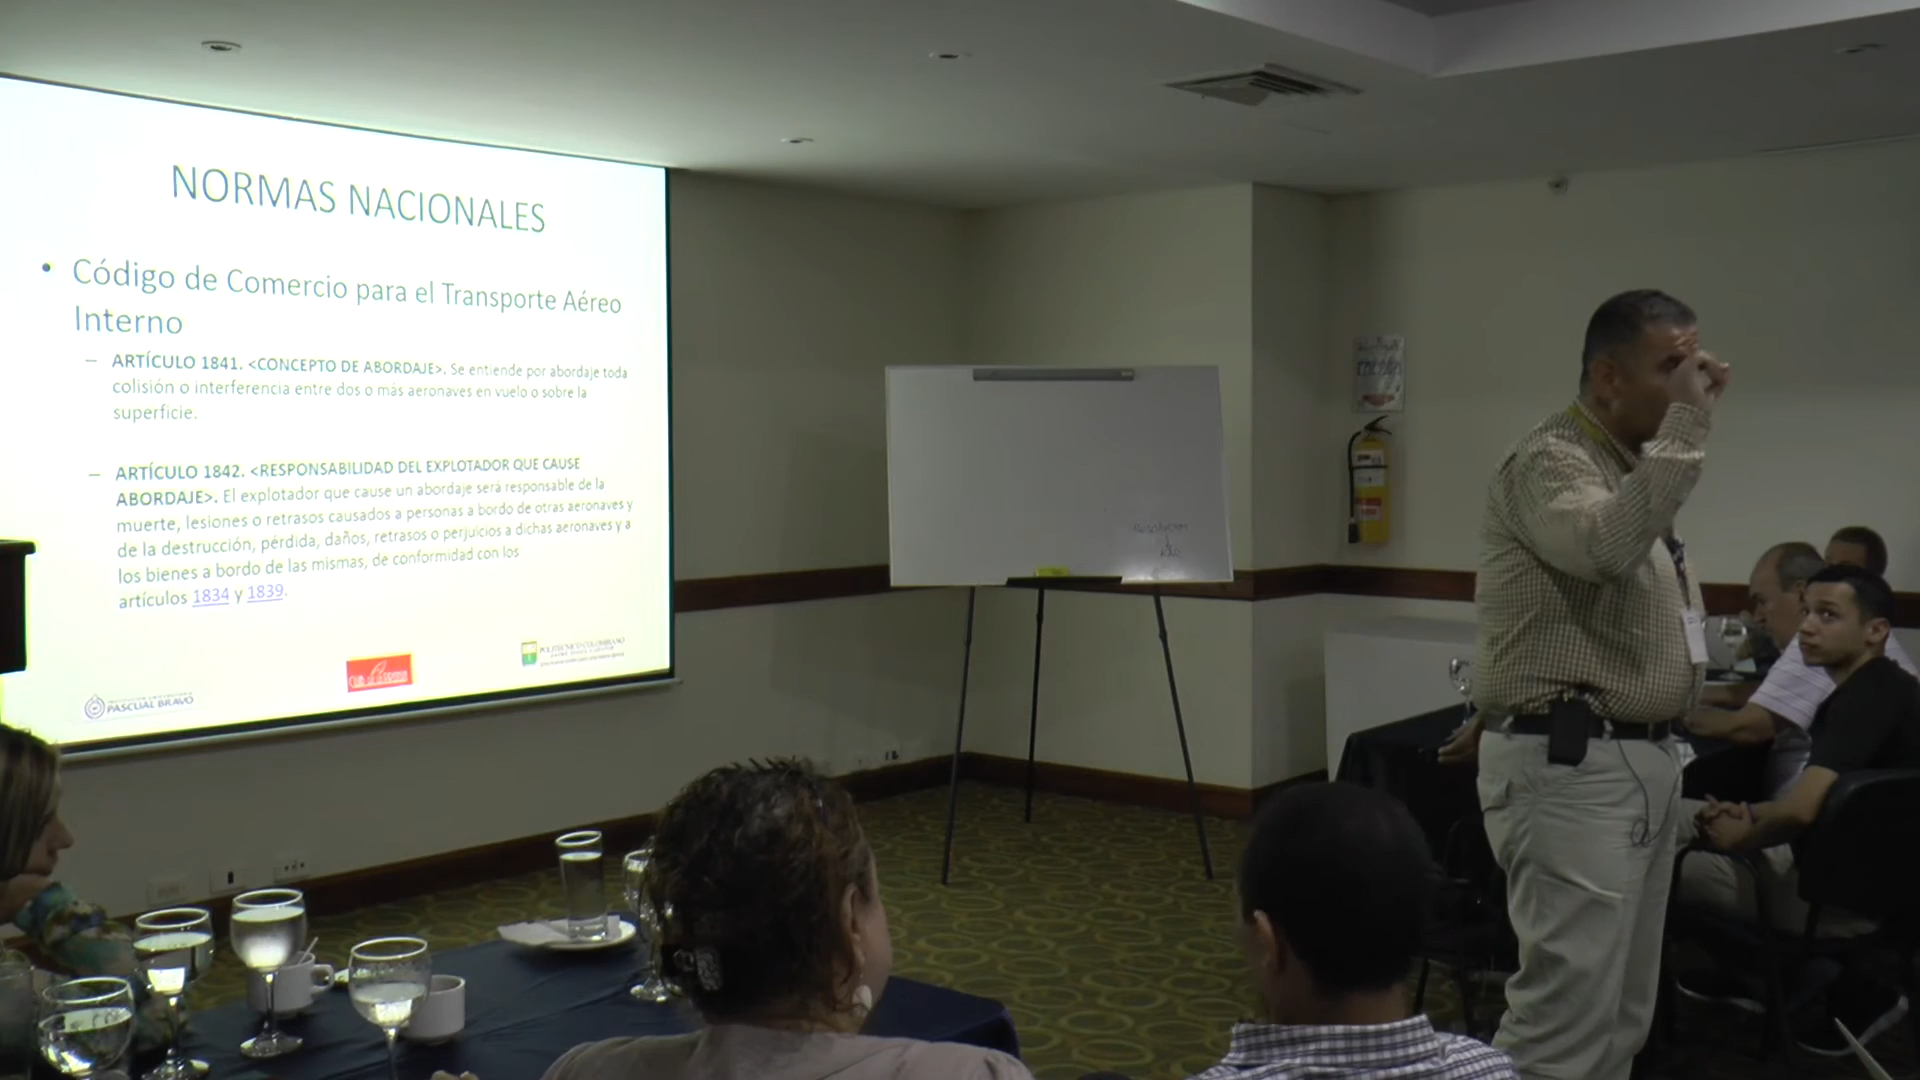 NORMAS NACIONALES
• Código de Comercio para el Transporte Aéreo
Interno
– ARTÍCULO 1841. <CONCEPTO DE ABORDAJE>. Se entiende por abordaje toda
colisión o interferencia entre dos o más aeronaves en vuelo o sobre la
superficie.
– ARTÍCULO 1842. <RESPONSABILIDAD DEL EXPLOTADOR QUE CAUSE
ABORDAJE>. El explotador que cause un abordaje será responsable de la
muerte, lesiones o retrasos causados a personas a bordo de otras aeronaves y
de la destrucción, pérdida, daños, retrasos o perjuicios a dichas aeronaves y a
los bienes a bordo de las mismas, de conformidad con los
artículos 1834 y 1839.
POLITÉCNICO COLOMBIANO
INSTITUCIÓN UNIVERSITARIA
PASCUAL BRAVO